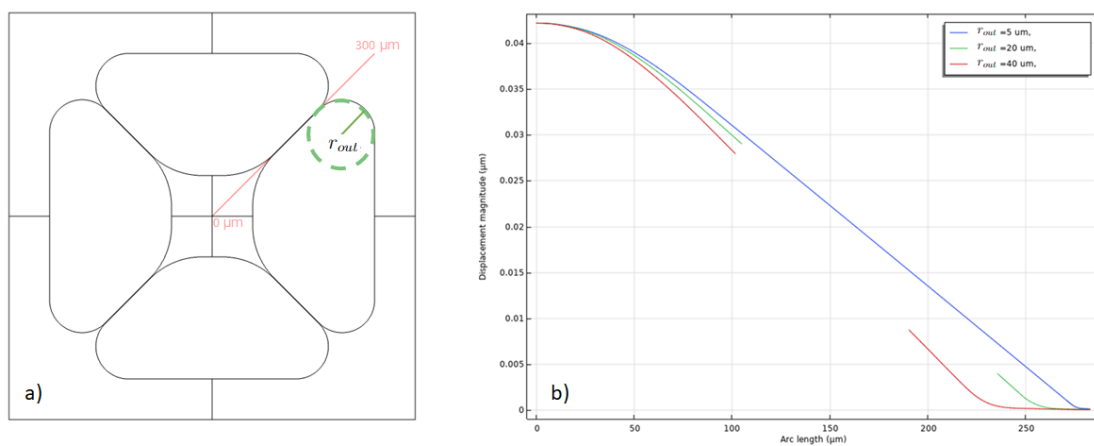 300 μm
r_out.
0 μm
a)
Displacement magnitude (μm)
0.04
0.035
0.03
0.025
0.02
0.015
0.01
0.005
0
r_out =5 um,
r_out =20 um,
r_out =40 um,
b)
0 50 100 150 200 250
Arc length (μm)